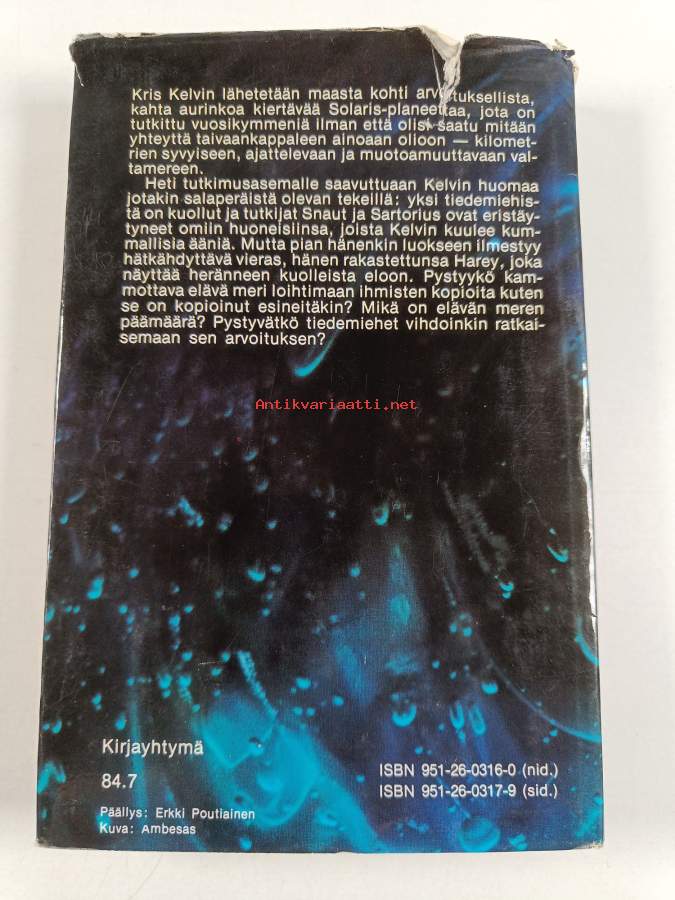 Kris Kelvin lähetetään maasta kohti arvoituksellista,
kahta aurinkoa kiertävää Solaris-planeettaa, jota on
tutkittu vuosikymmeniä ilman että olisi saatu mitään
yhteyttä taivaankappaleen ainoaan olioon — kilomet-
rien syvyiseen, ajattelevaan ja muotoamuuttavaan val-
tamereen.
Heti tutkimusasemalle saavuttuaan Kelvin huomaa
jotakin salaperäistä olevan tekeillä: yksi tiedemiehis-
tä on kuollut ja tutkijat Snaut ja Sartorius ovat eristäy-
tyneet omiin huoneisiinsa, joista Kelvin kuulee kum-
mallisia ääniä. Mutta pian hänenkin luokseen ilmestyy
hätkähdyttävä vieras, hänen rakastettunsa Harey, joka
näyttää heränneen kuolleista eloon. Pystyykö kam-
mottava elävä meri loihtimaan ihmisten kopioita kuten
se on kopioinut esineitäkin? Mikä on elävän meren
päämäärä? Pystyvätkö tiedemiehet vihdoinkin ratkai-
semaan sen arvoituksen?
Antikvariaatti.net
Kirjayhtymä
84.7
ISBN 951-26-0316-0 (nid.)
ISBN 951-26-0317-9 (sid.)
Päällys: Erkki Poutiainen
Kuva: Ambesas